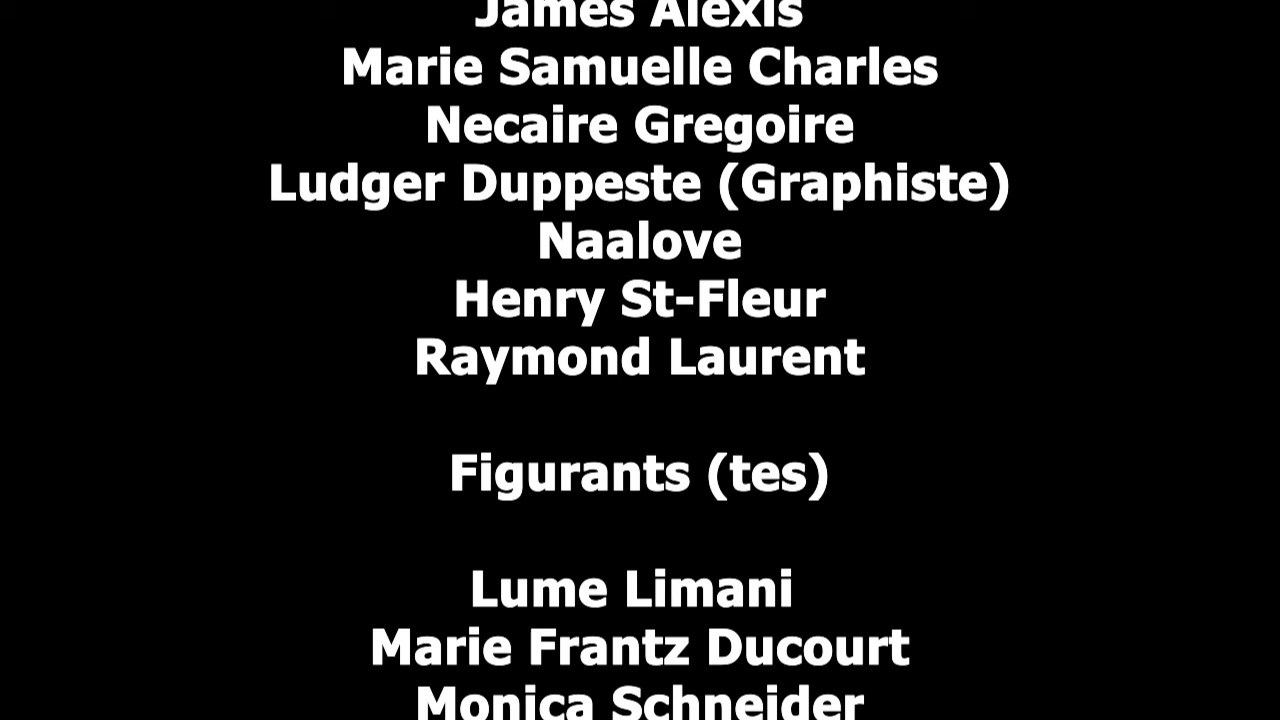 James Alexis
Marie Samuelle Charles
Necaire Gregoire
Ludger Duppeste (Graphiste)
Naalove
Henry St-Fleur
Raymond Laurent
Figurants (tes)
Lume Limani
Marie Frantz Ducourt
Monica Schneider